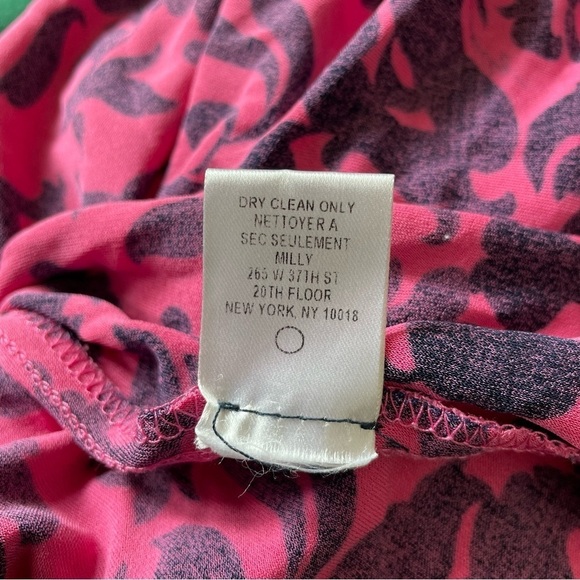 DRY CLEAN ONLY
NETTOYER A
SEC SEULEMENT
MILLY
265 W 37TH ST
20TH FLOOR
NEW YORK, NY 10018